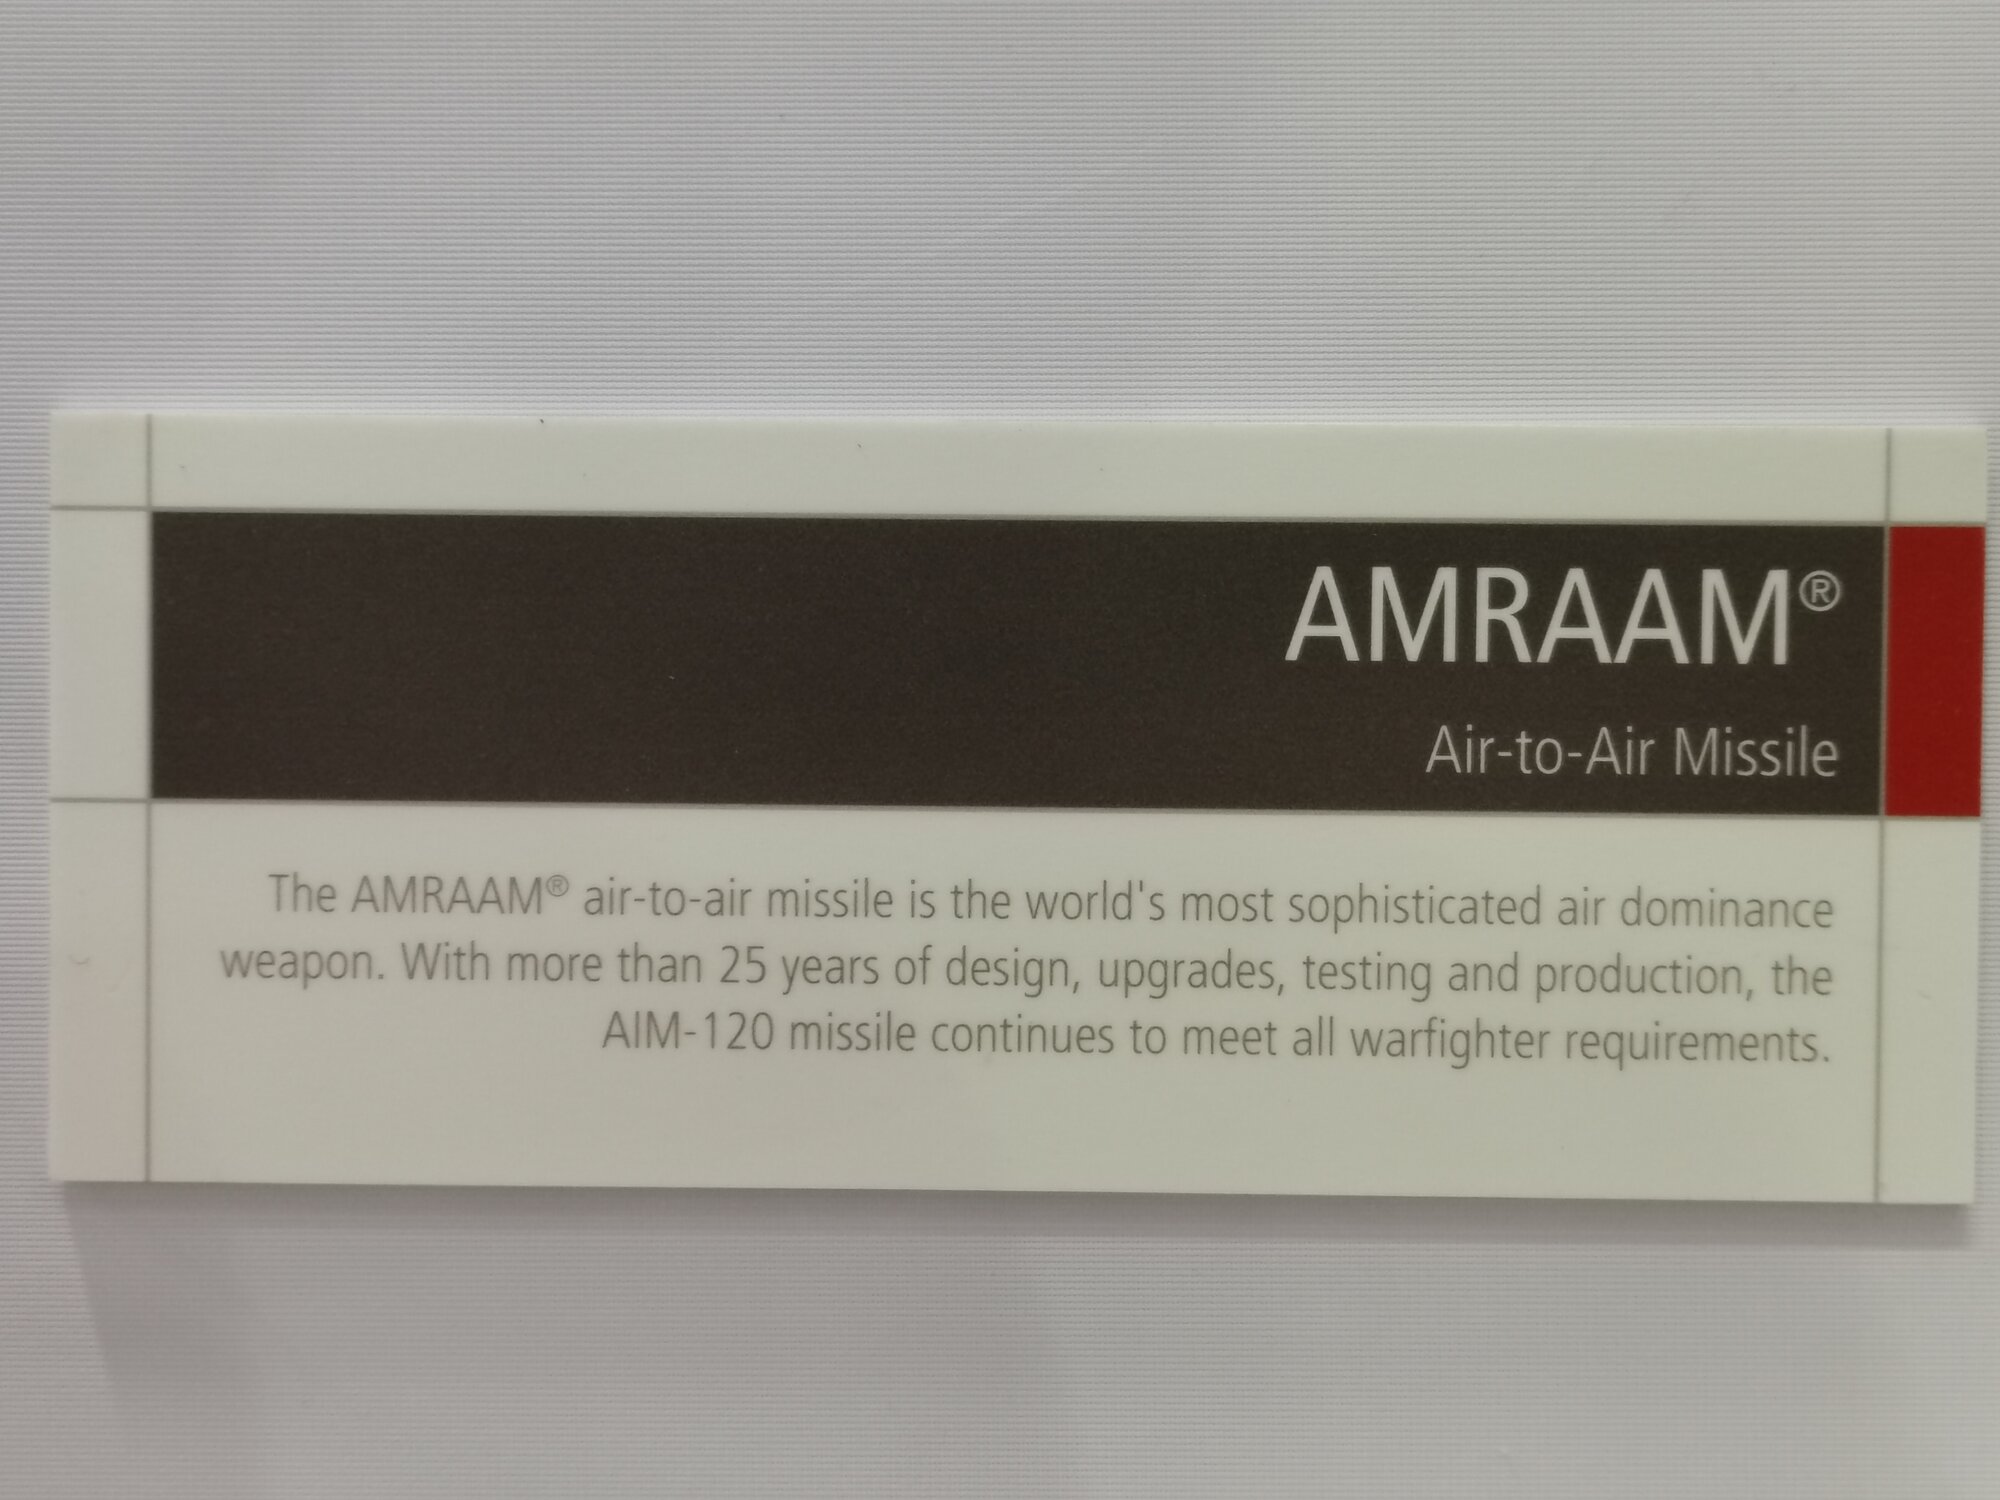 AMRAAM®
Air-to-Air Missile
The AMRAAM® air-to-air missile is the world's most sophisticated air dominance
weapon. With more than 25 years of design, upgrades, testing and production, the
AIM-120 missile continues to meet all warfighter requirements.